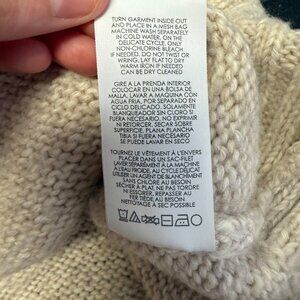 TURN GARMENT INSIDE OUT
AND PLACE IN A MESH BAG
MACHINE WASH SEPARATELY
IN COLD WATER, ON THE
DELICATE CYCLE. ONLY
NON-CHLORINE BLEACH
IF NEEDED. DO NOT TWIST OR
WRING, LAY FLAT TO DRY
WARM IRON IF NEEDED
CAN BE DRY CLEANED
GIRE A LA PRENDA INTERIOR
COLOCAR EN UNA BOLSA DE
MALLA. LAVAR A MAQUINA CON
AGUA FRIA, POR SEPARADO EN
CICLO DELICADO. SOLAMENTE
BLANQUEADOR SIN CLORO SI
FUERA NECESARIO. NO EXPRIMIR
NI RETORCER. SECAR SOBRE
SUPERFICIE. PLANA PLANCHA
TIBIA SI FUERA NECESARIO
SE PUEDE LAVAR EN SECO
TOURNEZ LE VÊTEMENT À L'ENVERS
PLACER DANS UN SAC-FILET
LAVER SÉPARÉMENT À LA MACHINE
À L'EAU FROIDE, AU CYCLE DÉLICAT
UTILISER UN AGENT DE BLANCHIMENT
SANS CHLORE AU BESOIN
SÉCHER À PLAT, NE PAS TORDRE
NI ESSORER, REPASSER AU
FER TIÈDE AU BESOIN
NETTOYAGE À SEC POSSIBLE